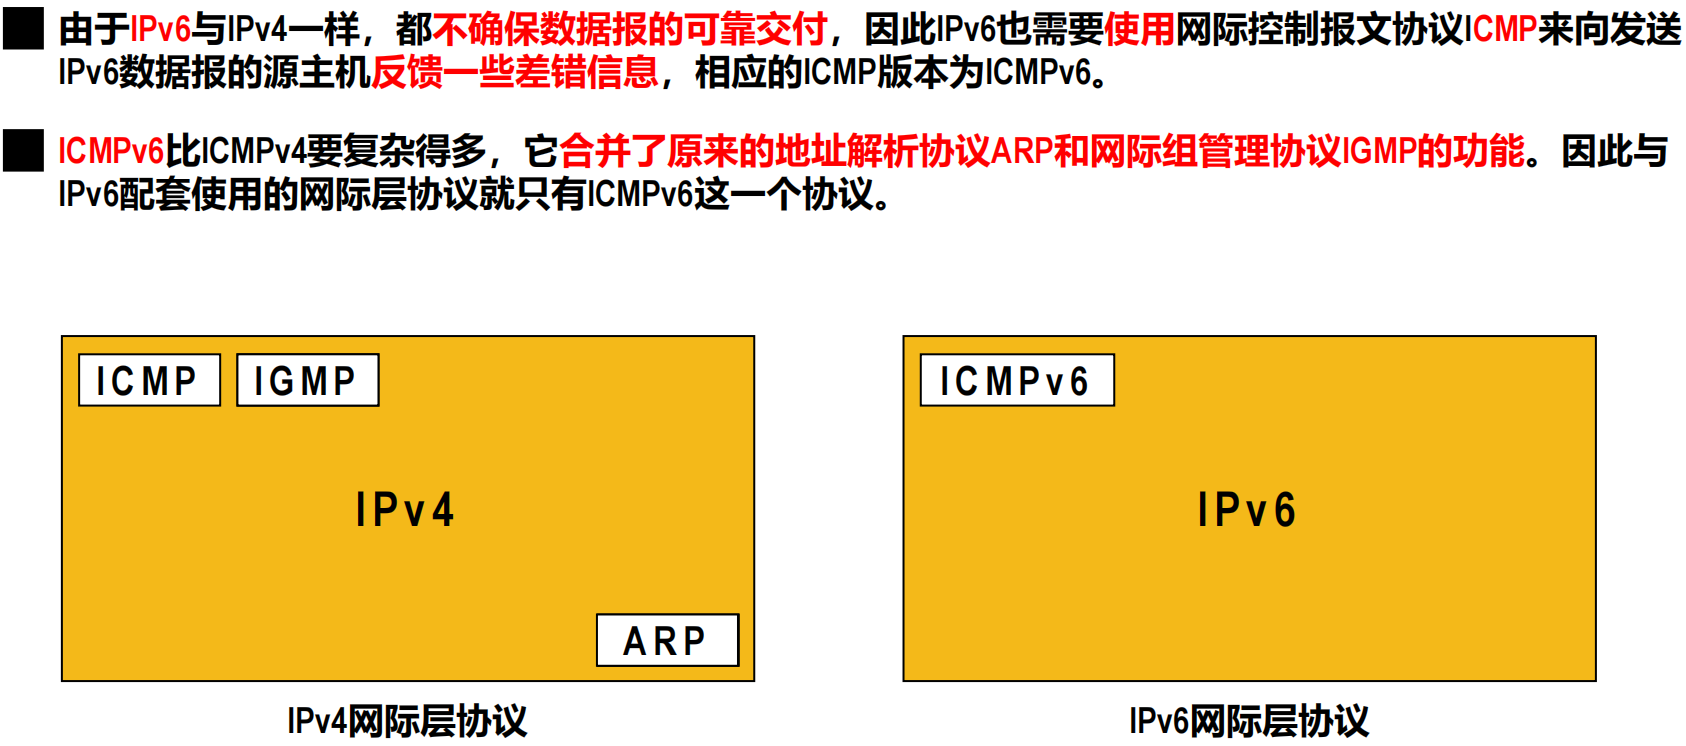 由于IPv6与IPv4一样，都不确保数据报的可靠交付，因此IPv6也需要使用网际控制报文协议ICMP来向发送
IPv6数据报的源主机反馈一些差错信息，相应的ICMP版本为ICMPv6。
ICMPv6比ICMPv4要复杂得多，它合并了原来的地址解析协议ARP和网际组管理协议IGMP的功能。因此与
IPv6配套使用的网际层协议就只有ICMPv6这一个协议。
ICMP IGMP
IPv4
ARP
IPv4网际层协议
ICMPv6
IPv6
IPv6网际层协议